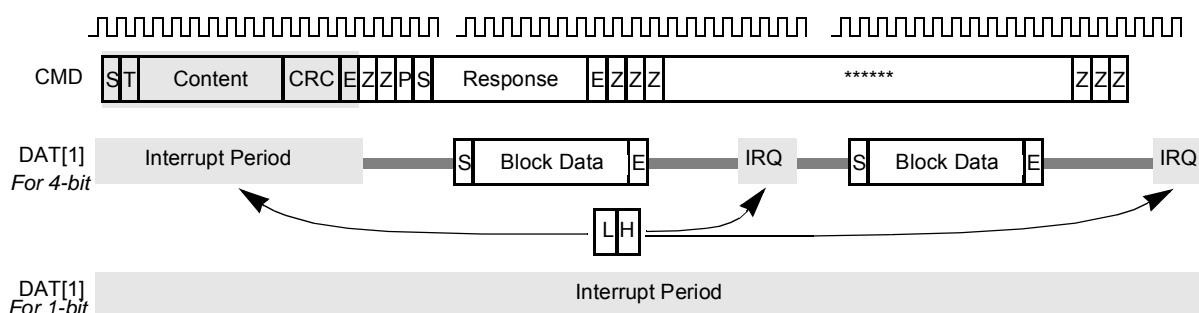 CMD S T Content CRC E Z Z P S Response E Z Z Z ****** Z Z Z
DAT[1] Interrupt Period S Block Data E IRQ S Block Data E IRQ
For 4-bit
L H
DAT[1] Interrupt Period
For 1-bit